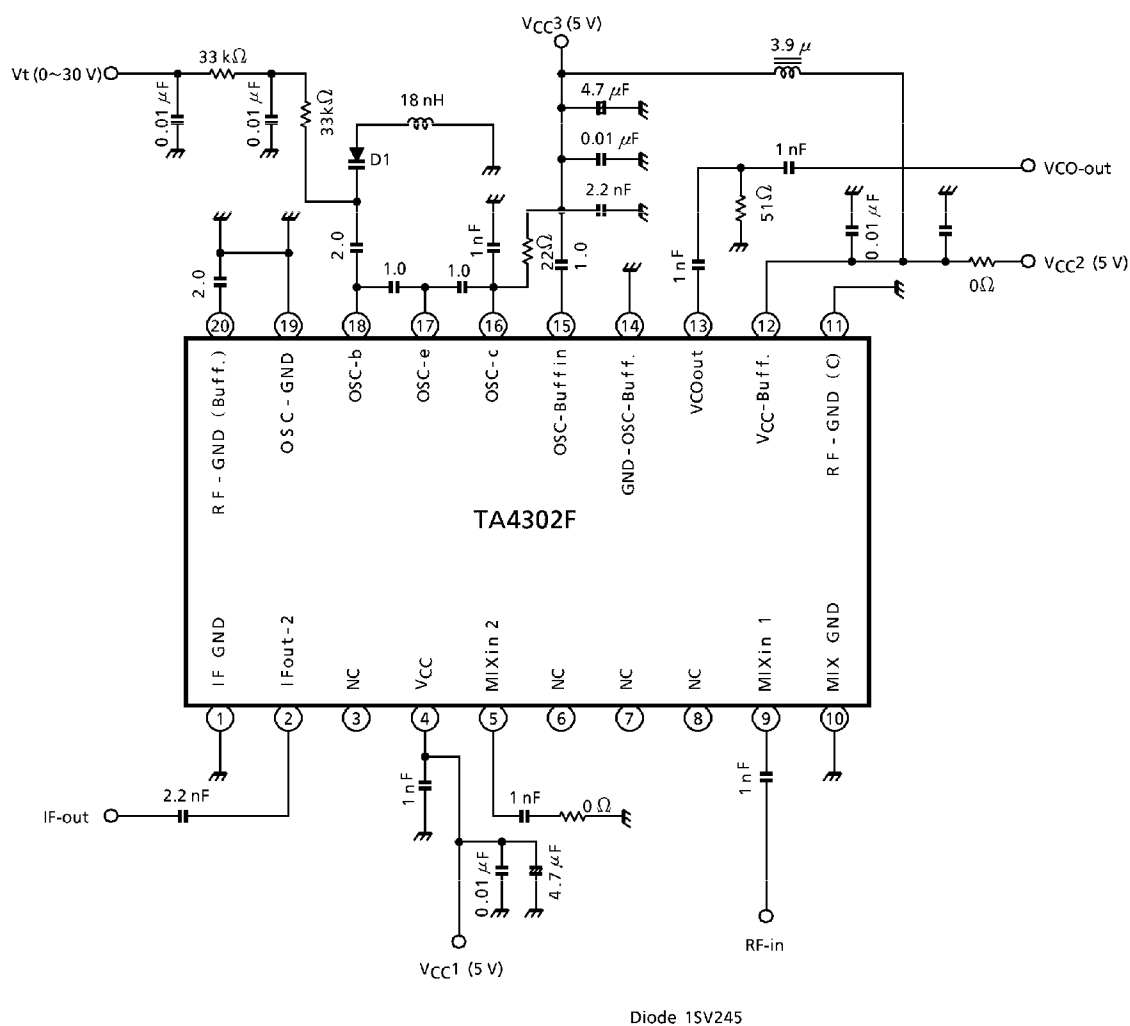 VCC3 (5 V)
33 kΩ
3.9 μ
Vt (0~30 V)
0.01 μF
0.01 μF
33kΩ
18 nH
4.7 μF
D1
0.01 μF
1 nF
VCO-out
2.2 nF
51Ω
0.01 μF
2.0
1nF
22Ω
1.0
1nF
VCC2 (5 V)
2.0
1.0
1.0
0Ω
20
19
18
17
16
15
14
13
12
11
RF-GND (Buff.)
OSC-GND
OSC-b
OSC-e
OSC-c
OSC-Buffin
GND-OSC-Buff.
VCOout
VCC-Buff.
RF-GND (C)
TA4302F
IF GND
IFout-2
NC
VCC
MIXin 2
NC
NC
NC
MIXin 1
MIX GND
1
2
3
4
5
6
7
8
9
10
2.2 nF
1 nF
1 nF
0 Ω
1 nF
IF-out
0.01 μF
4.7 μF
RF-in
VCC1 (5 V)
Diode 1SV245